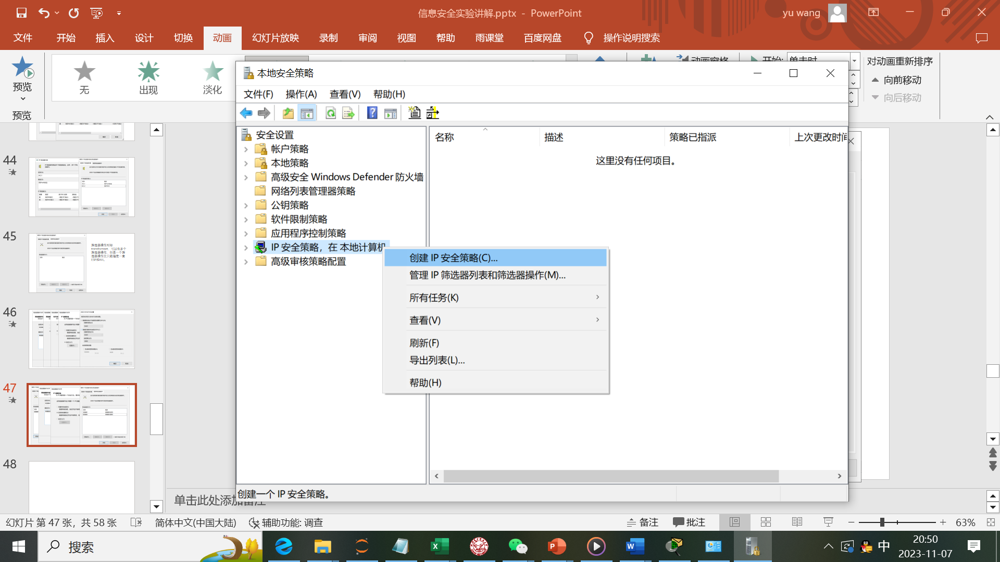 信息安全实验讲解.pptx - PowerPoint
yu wang
文件 开始 插入 设计 切换 动画 幻灯片放映 录制 审阅 视图 帮助 雨课堂 百度网盘 操作说明搜索
预览
预览
无 出现 淡化
对动画重新排序
向前移动
向后移动
本地安全策略
文件(F) 操作(A) 查看(V) 帮助(H)
安全设置
帐户策略
本地策略
高级安全 Windows Defender 防火墙
网络列表管理器策略
公钥策略
软件限制策略
应用程序控制策略
IP 安全策略，在 本地计算机
高级审核策略配置
名称 描述 策略已指派 上次更改时间
这里没有任何项目。
创建 IP 安全策略(C)...
管理 IP 筛选器列表和筛选器操作(M)...
所有任务(K)
查看(V)
刷新(F)
导出列表(L)...
帮助(H)
创建一个 IP 安全策略。
44
45
46
47
48
单击此处添加备注
幻灯片 第 47 张，共 58 张 简体中文(中国大陆) 辅助功能: 调查 备注 批注 63%
搜索
中
20:50
2023-11-07